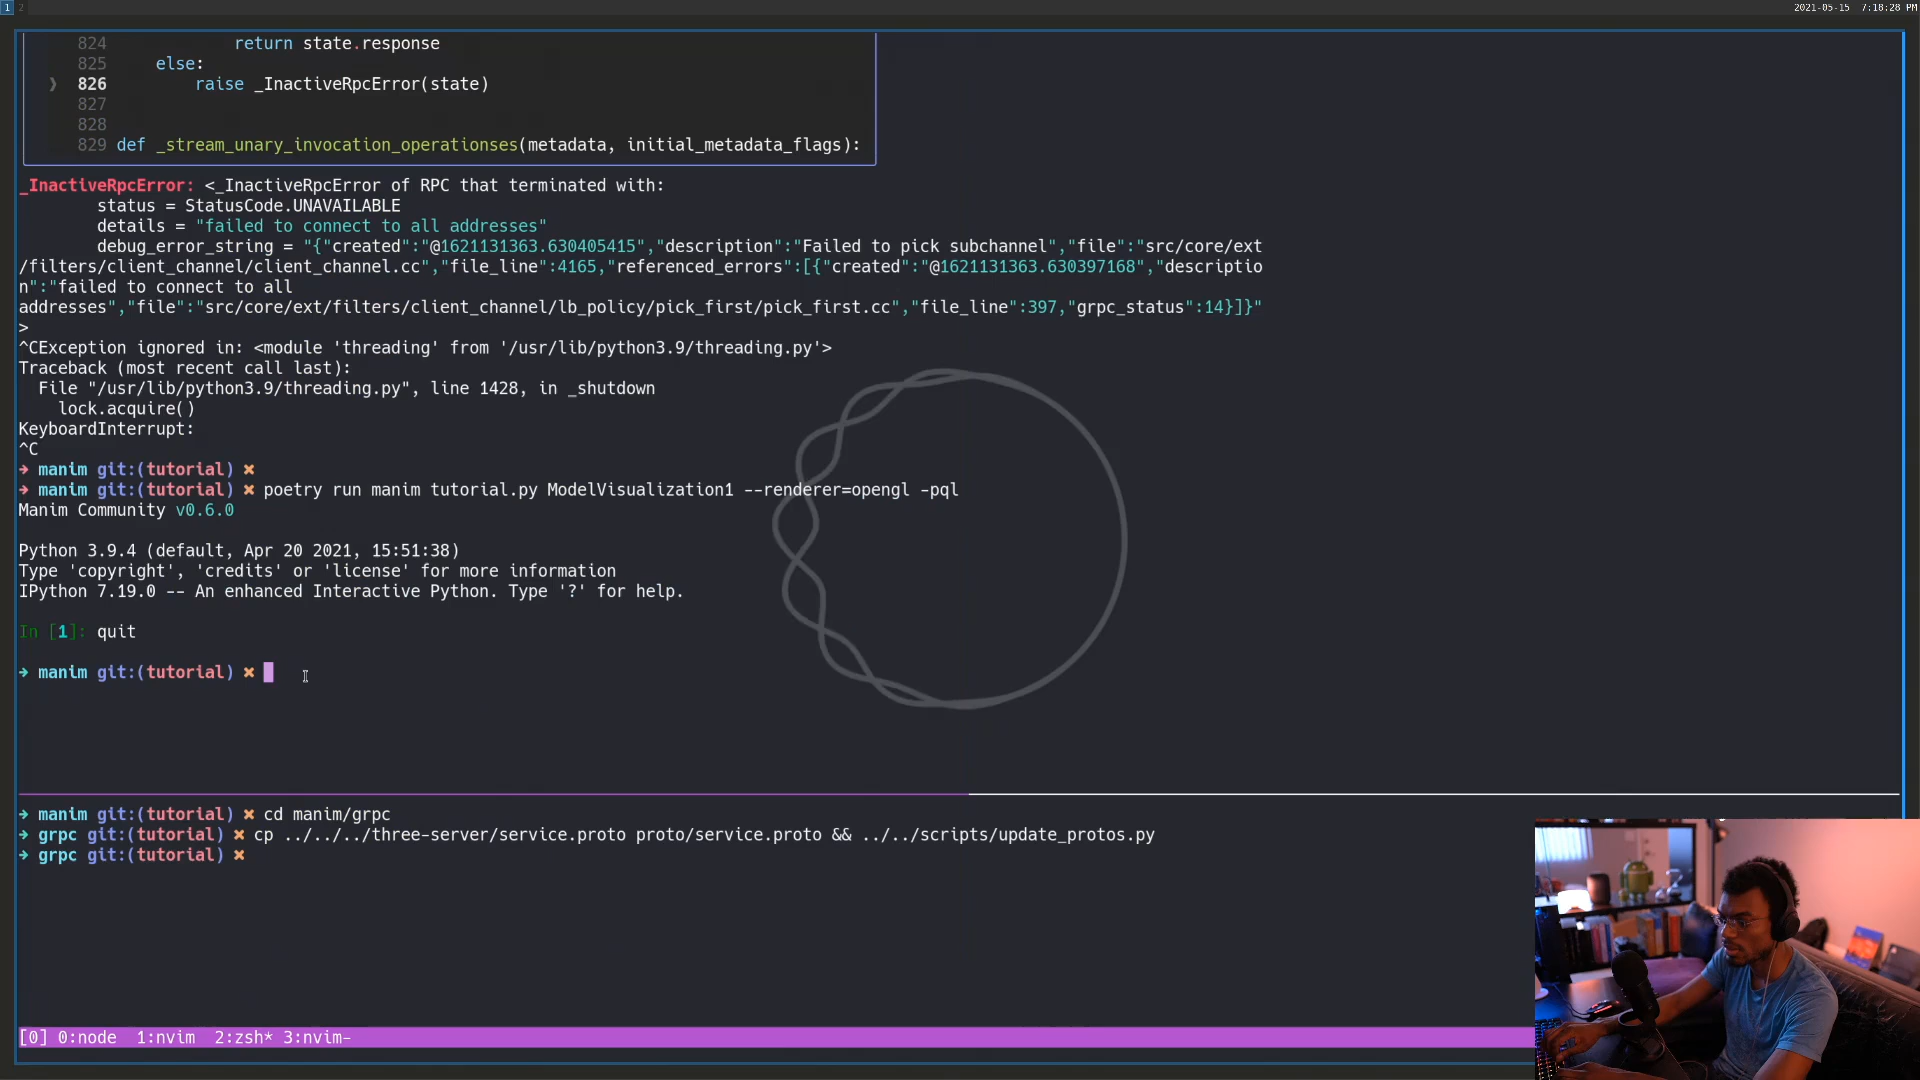 1 2
2021-05-15 7:18:28 PM
824 return state.response
825 else:
❯ 826 raise _InactiveRpcError(state)
827
828
829 def _stream_unary_invocation_operationses(metadata, initial_metadata_flags):
_InactiveRpcError: <_InactiveRpcError of RPC that terminated with:
status = StatusCode.UNAVAILABLE
details = "failed to connect to all addresses"
debug_error_string = "{"created":"@1621131363.630405415","description":"Failed to pick subchannel","file":"src/core/ext
/filters/client_channel/client_channel.cc","file_line":4165,"referenced_errors":[{"created":"@1621131363.630397168","descriptio
n":"failed to connect to all
addresses","file":"src/core/ext/filters/client_channel/lb_policy/pick_first/pick_first.cc","file_line":397,"grpc_status":14}]}"
>
^CException ignored in: <module 'threading' from '/usr/lib/python3.9/threading.py'>
Traceback (most recent call last):
File "/usr/lib/python3.9/threading.py", line 1428, in _shutdown
lock.acquire()
KeyboardInterrupt:
^C
➜ manim git:(tutorial) ✖
➜ manim git:(tutorial) ✖ poetry run manim tutorial.py ModelVisualization1 --renderer=opengl -pql
Manim Community v0.6.0
Python 3.9.4 (default, Apr 20 2021, 15:51:38)
Type 'copyright', 'credits' or 'license' for more information
IPython 7.19.0 -- An enhanced Interactive Python. Type '?' for help.
In [1]: quit
➜ manim git:(tutorial) ✖
➜ manim git:(tutorial) ✖ cd manim/grpc
➜ grpc git:(tutorial) ✖ cp ../../../three-server/service.proto proto/service.proto && ../../scripts/update_protos.py
➜ grpc git:(tutorial) ✖
[0] 0:node 1:nvim 2:zsh* 3:nvim-